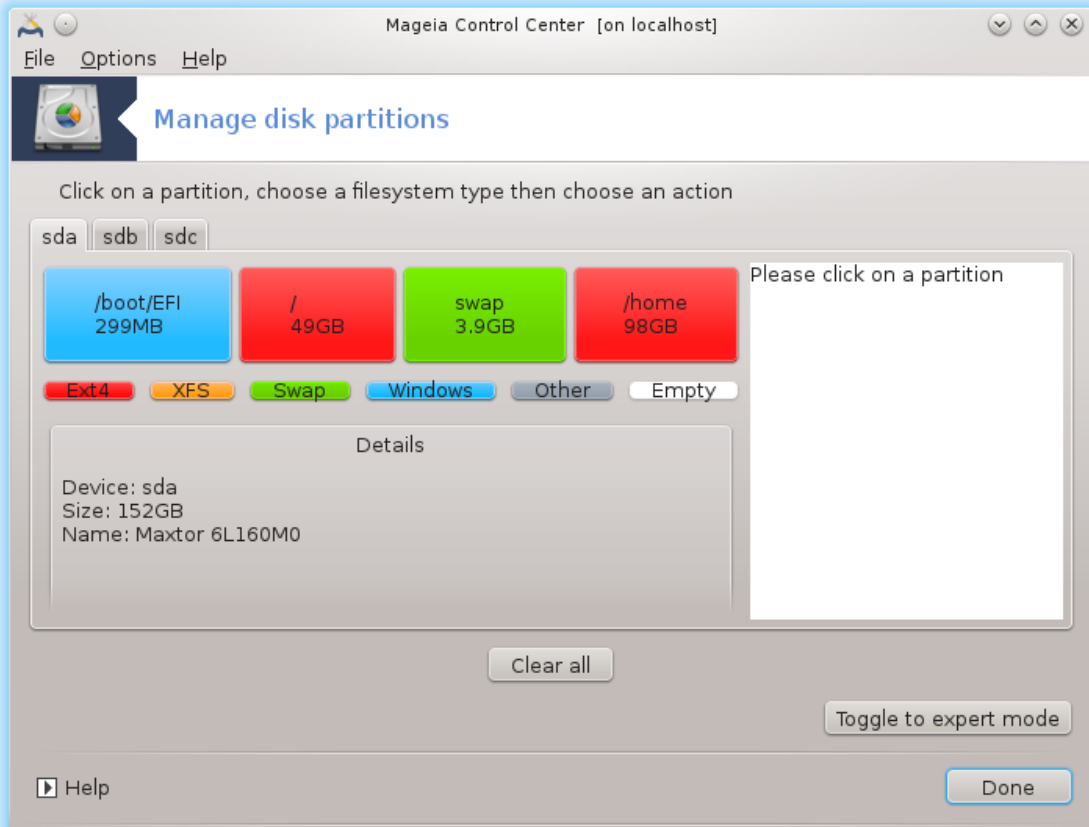 Mageia Control Center [on localhost]
File Options Help
Manage disk partitions
Click on a partition, choose a filesystem type then choose an action
sda sdb sdc
/boot/EFI
299MB
/
49GB
swap
3.9GB
/home
98GB
Please click on a partition
Ext4 XFS Swap Windows Other Empty
Details
Device: sda
Size: 152GB
Name: Maxtor 6L160M0
Clear all
Toggle to expert mode
Help
Done